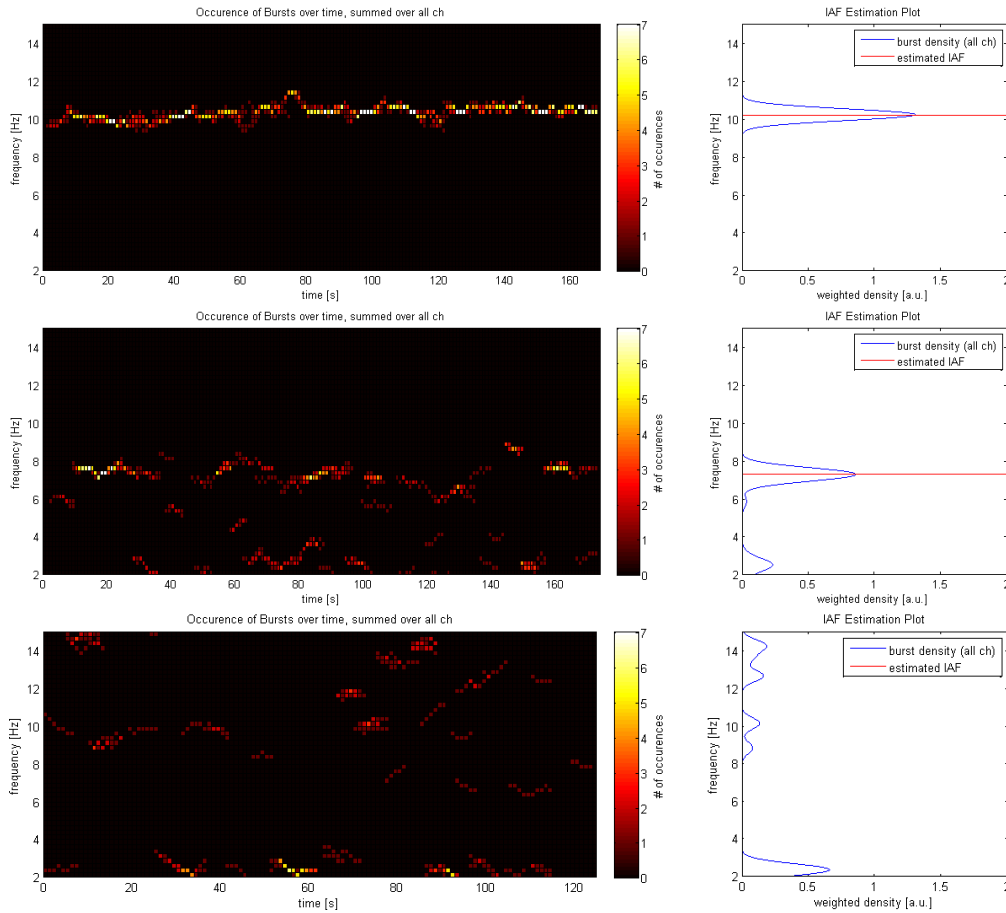 Occurence of Bursts over time, summed over all ch
14
12
10
8
6
4
2
frequency [Hz]
0 20 40 60 80 100 120 140 160
time [s]
7
6
5
4
3
2
1
0
# of occurences
IAF Estimation Plot
burst density (all ch)
estimated IAF
14
12
10
8
6
4
2
frequency [Hz]
0 0.5 1 1.5 2
weighted density [a.u.]
Occurence of Bursts over time, summed over all ch
14
12
10
8
6
4
2
frequency [Hz]
0 20 40 60 80 100 120 140 160
time [s]
7
6
5
4
3
2
1
0
# of occurences
IAF Estimation Plot
burst density (all ch)
estimated IAF
14
12
10
8
6
4
2
frequency [Hz]
0 0.5 1 1.5 2
weighted density [a.u.]
Occurence of Bursts over time, summed over all ch
14
12
10
8
6
4
2
frequency [Hz]
0 20 40 60 80 100 120
time [s]
7
6
5
4
3
2
1
0
# of occurences
IAF Estimation Plot
burst density (all ch)
estimated IAF
14
12
10
8
6
4
2
frequency [Hz]
0 0.5 1 1.5 2
weighted density [a.u.]